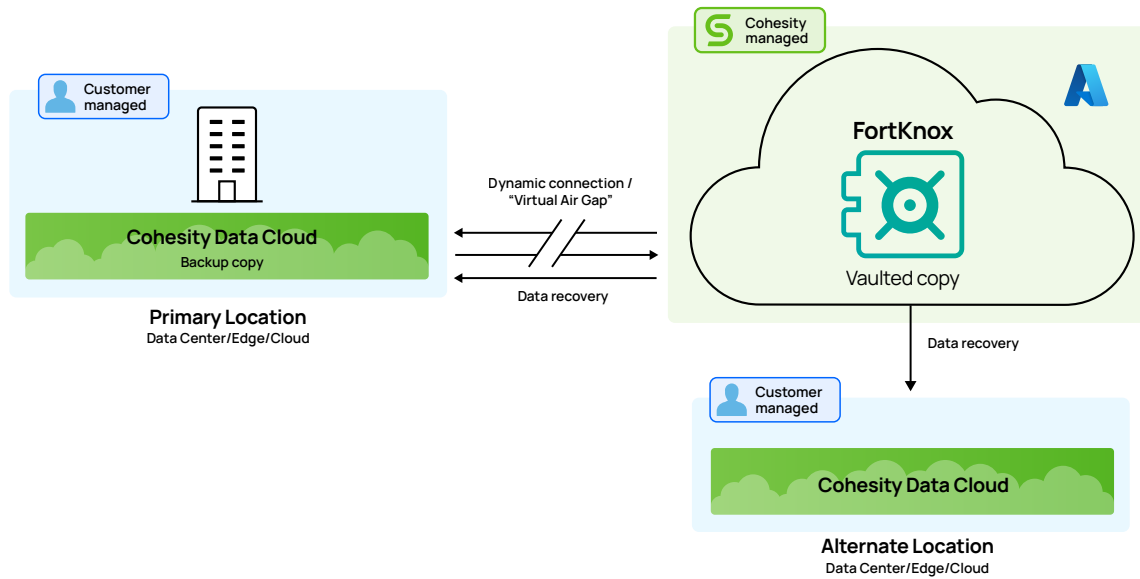 Cohesity
managed
Customer
managed
FortKnox
Dynamic connection /
“Virtual Air Gap”
Cohesity Data Cloud
Backup copy
Vaulted copy
Data recovery
Primary Location
Data Center/Edge/Cloud
Data recovery
Customer
managed
Cohesity Data Cloud
Alternate Location
Data Center/Edge/Cloud